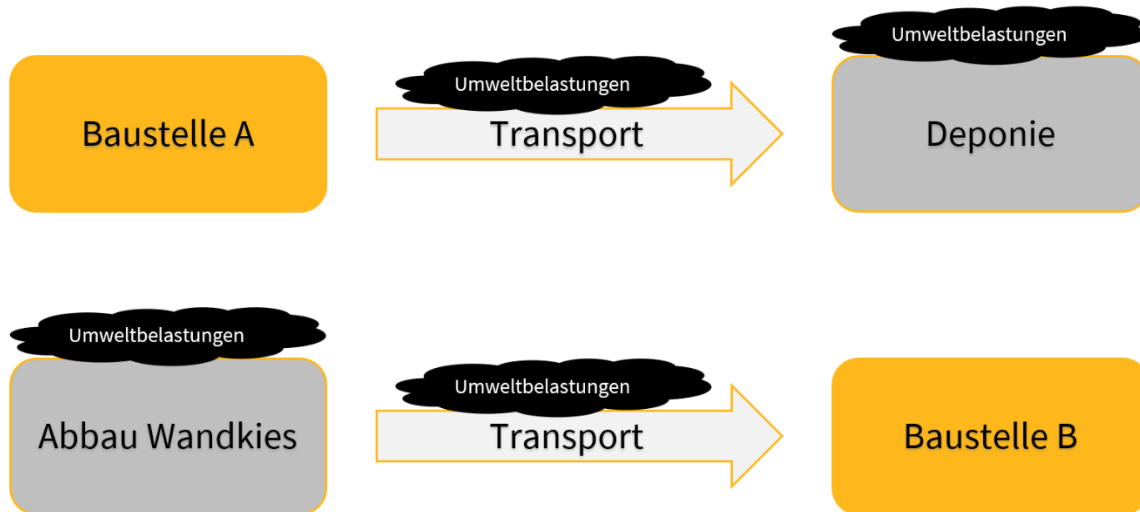 Umweltbelastungen
Umweltbelastungen
Baustelle A
Transport
Deponie
Umweltbelastungen
Umweltbelastungen
Abbau Wandkies
Transport
Baustelle B